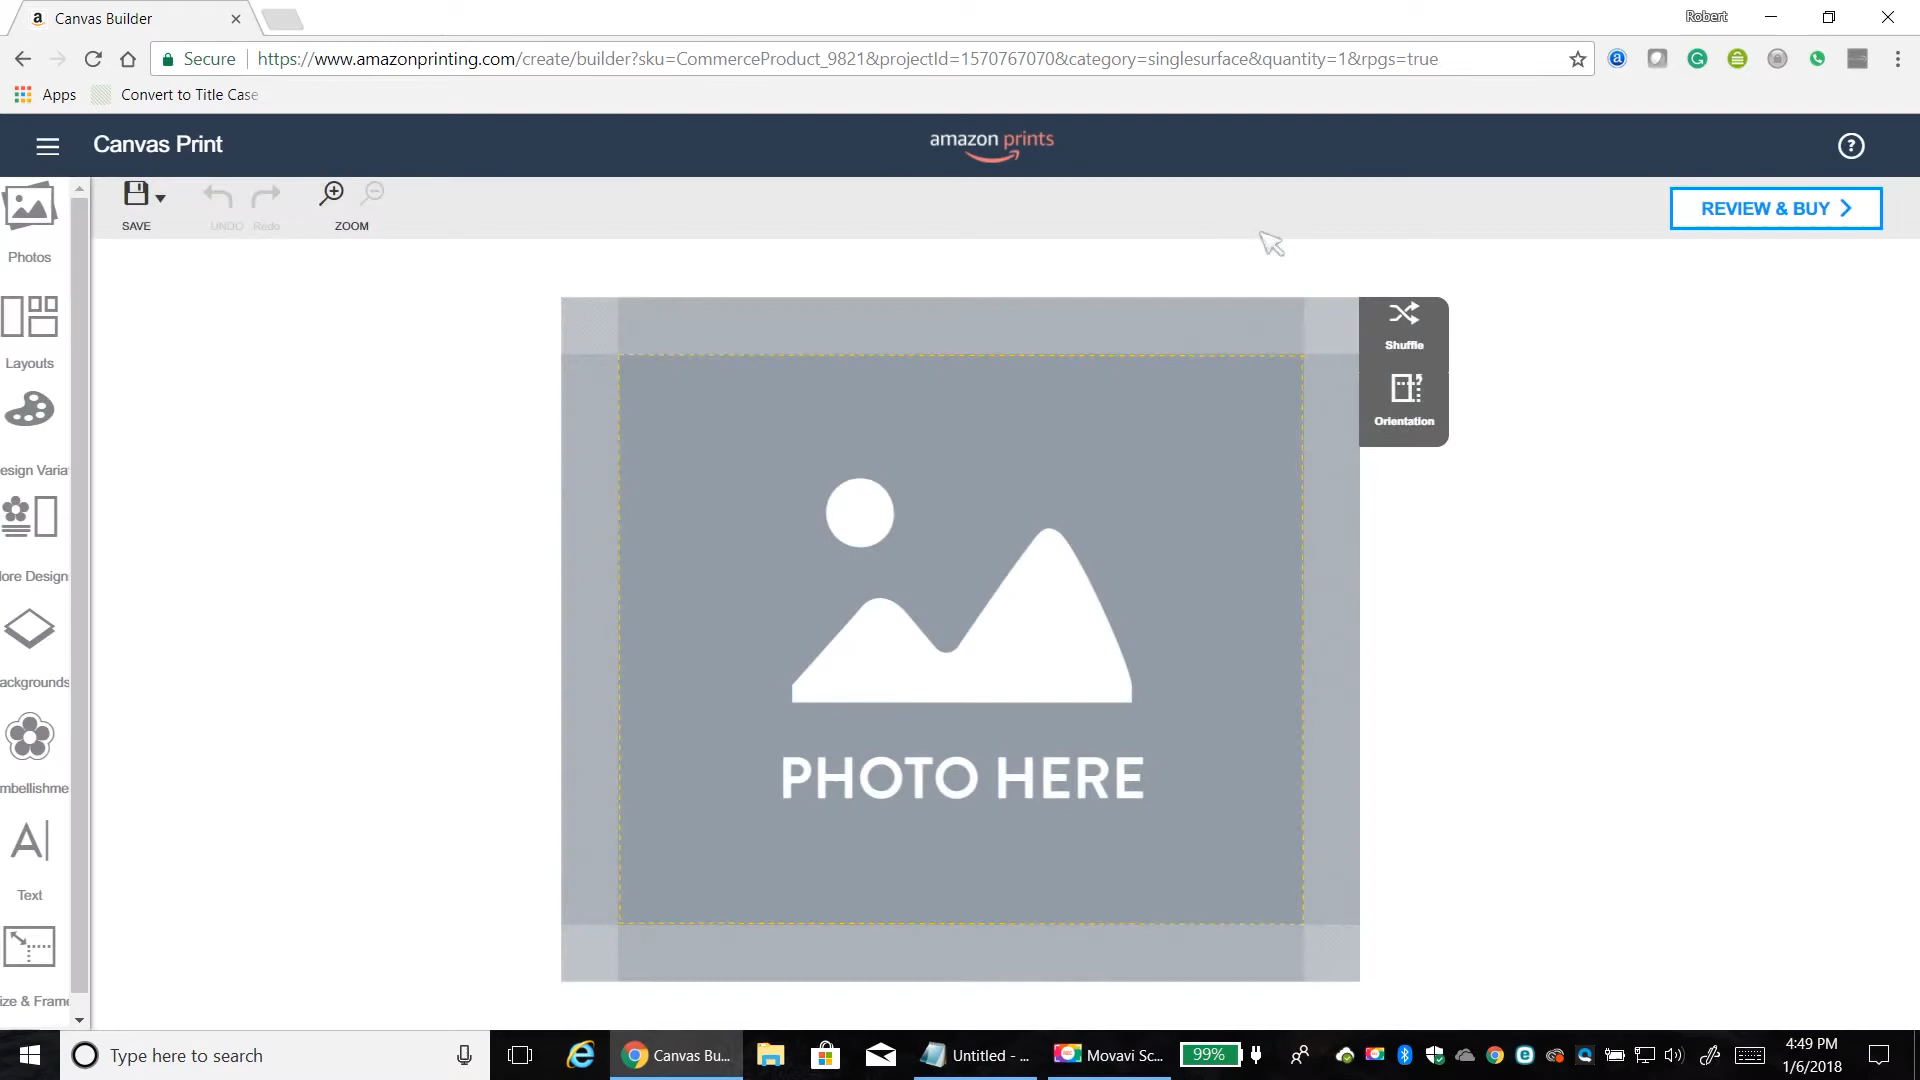 Canvas Builder
Robert
Secure
https://www.amazonprinting.com/create/builder?sku=CommerceProduct_9821&projectId=1570767070&category=singlesurface&quantity=1&rpgs=true
Apps
Convert to Title Case
Canvas Print
amazon prints
SAVE
UNDO
Redo
ZOOM
REVIEW & BUY
Photos
Layouts
esign Varia
ore Design
ackgrounds
mbellishme
Text
ize & Frame
Shuffle
Orientation
PHOTO HERE
Type here to search
Canvas Bu...
Untitled - ...
Movavi Sc...
99%
4:49 PM
1/6/2018